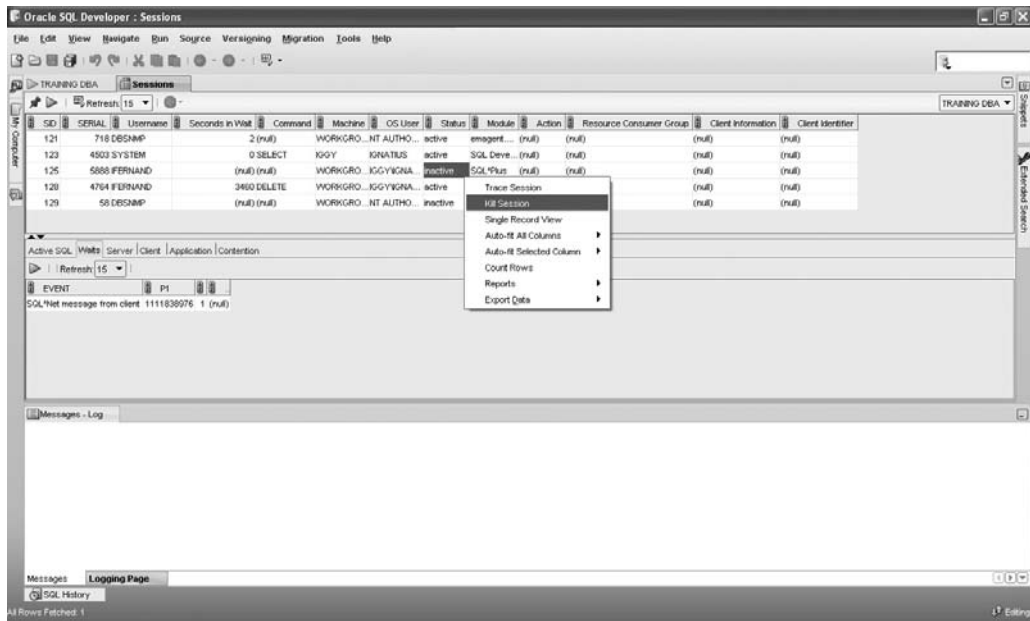 Oracle SQL Developer : Sessions
File Edit View Navigate Run Source Versioning Migration Tools Help
TRAINING DBA Sessions
Refresh: 15 TRAINING DBA
SID SERIAL Username Seconds in Wait Command Machine OS User Status Module Action Resource Consumer Group Client Information Client Identifier
121 718 DBSNMP 2 (null) WORKGRO... NT AUTHO... active emagent.... (null) (null) (null) (null)
123 4503 SYSTEM 0 SELECT IGGY IGNATIUS active SQL Deve... (null) (null) (null) (null)
125 5888 IFERNAND (null) (null) WORKGRO... IGGY\IGNA... inactive SQL*Plus (null) (null) (null) (null)
128 4764 IFERNAND 3460 DELETE WORKGRO... IGGY\IGNA... active (null) (null)
129 58 DBSNMP (null) (null) WORKGRO... NT AUTHO... inactive (null) (null)
Trace Session
Kill Session
Single Record View
Auto-fit All Columns
Auto-fit Selected Column
Count Rows
Reports
Export Data
Active SQL Waits Server Client Application Contention
Refresh: 15
EVENT P1
SQL*Net message from client 1111838976 1 (null)
Messages - Log
Messages Logging Page
SQL History
All Rows Fetched: 1 Editing
My Computer
Snippets
Extended Search